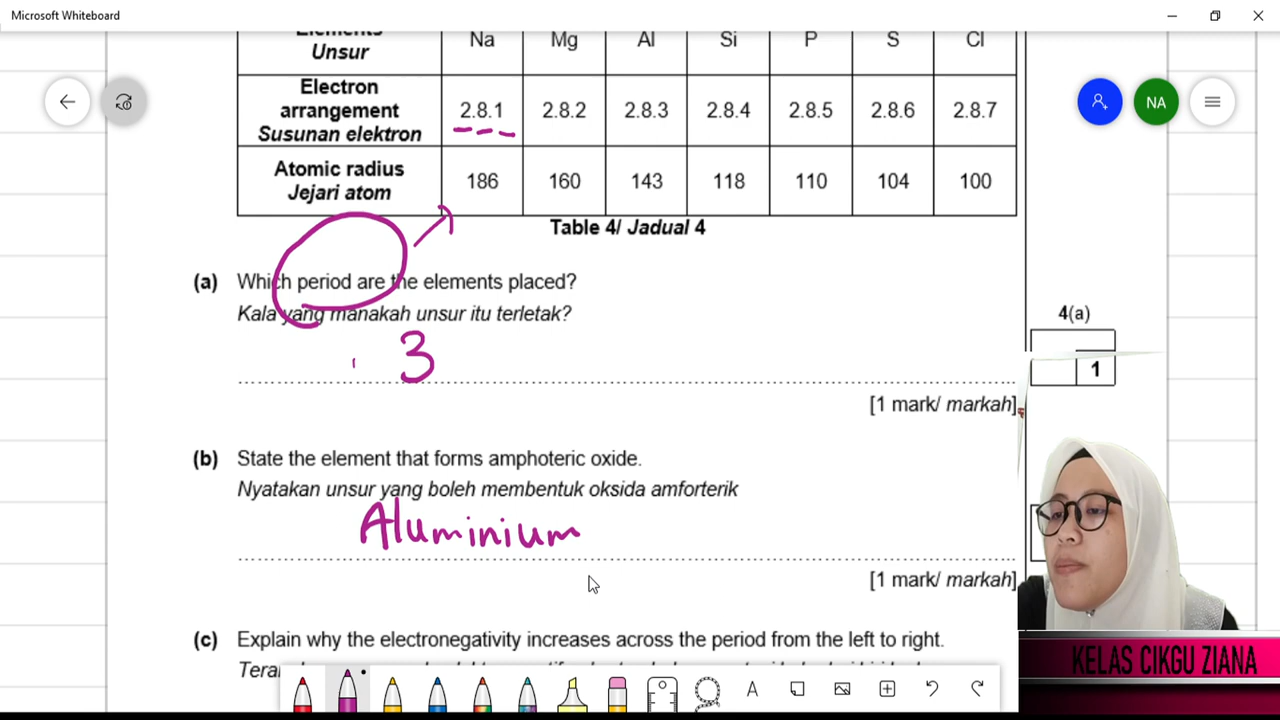 Microsoft Whiteboard
Elements
Unsur
Na Mg Al Si P S Cl
Electron
arrangement
Susunan elektron
2.8.1 2.8.2 2.8.3 2.8.4 2.8.5 2.8.6 2.8.7
Atomic radius
Jejari atom
186 160 143 118 110 104 100
Table 4/ Jadual 4
NA
(a) Which period are the elements placed?
Kala yang manakah unsur itu terletak?
4(a)
3
1
[1 mark/ markah]
(b) State the element that forms amphoteric oxide.
Nyatakan unsur yang boleh membentuk oksida amforterik
Aluminium
[1 mark/ markah]
(c) Explain why the electronegativity increases across the period from the left to right.
KELAS CIKGU ZIANA
A